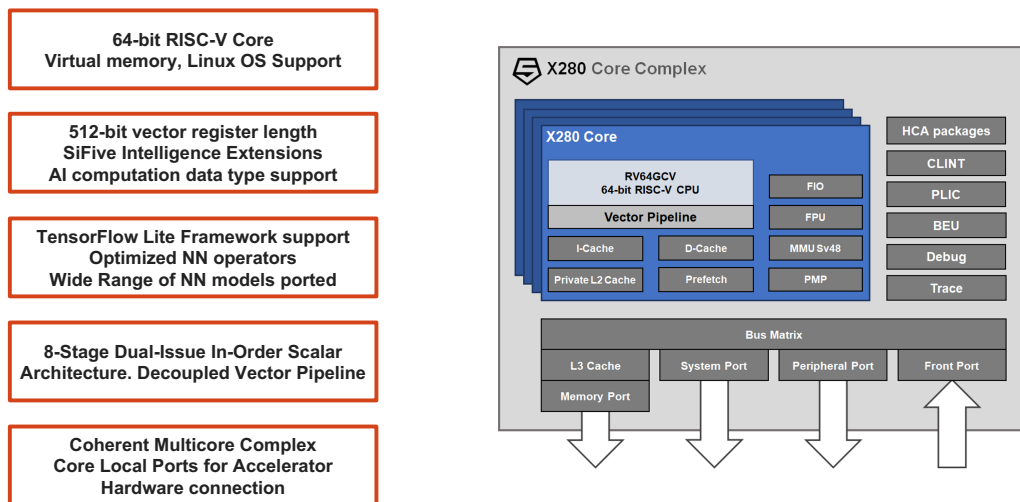 64-bit RISC-V Core
Virtual memory, Linux OS Support
512-bit vector register length
SiFive Intelligence Extensions
AI computation data type support
TensorFlow Lite Framework support
Optimized NN operators
Wide Range of NN models ported
8-Stage Dual-Issue In-Order Scalar
Architecture. Decoupled Vector Pipeline
Coherent Multicore Complex
Core Local Ports for Accelerator
Hardware connection
X280 Core Complex
X280 Core
RV64GCV
64-bit RISC-V CPU
Vector Pipeline
FIO
FPU
I-Cache
D-Cache
MMU Sv48
Private L2 Cache
Prefetch
PMP
HCA packages
CLINT
PLIC
BEU
Debug
Trace
Bus Matrix
L3 Cache
System Port
Peripheral Port
Front Port
Memory Port